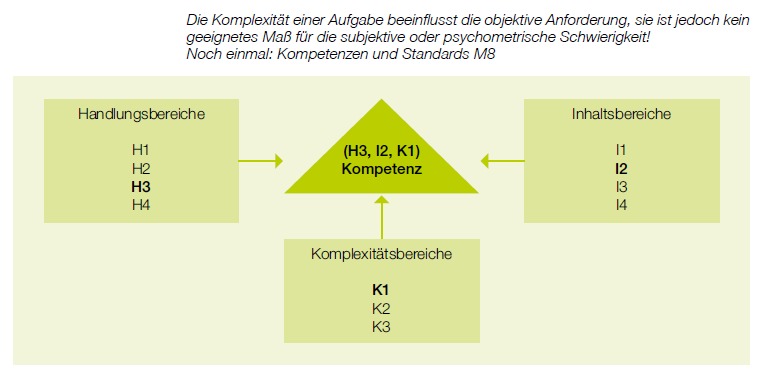 Die Komplexität einer Aufgabe beeinflusst die objektive Anforderung, sie ist jedoch kein
geeignetes Maß für die subjektive oder psychometrische Schwierigkeit!
Noch einmal: Kompetenzen und Standards M8
Handlungsbereiche
H1
H2
H3
H4
(H3, I2, K1)
Kompetenz
Inhaltsbereiche
I1
I2
I3
I4
Komplexitätsbereiche
K1
K2
K3